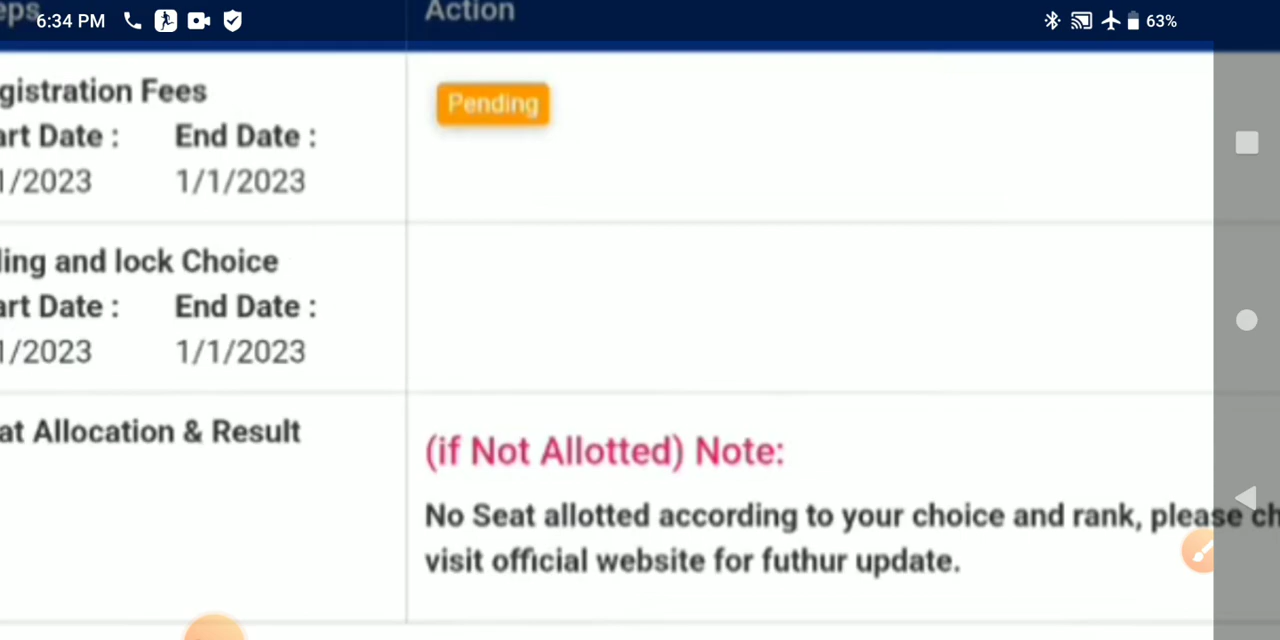 eps
6:34 PM
63%
Action
gistration Fees
Pending
art Date : End Date :
1/2023 1/1/2023
ling and lock Choice
art Date : End Date :
1/2023 1/1/2023
at Allocation & Result
(if Not Allotted) Note:
No Seat allotted according to your choice and rank, please ch
visit official website for futhur update.